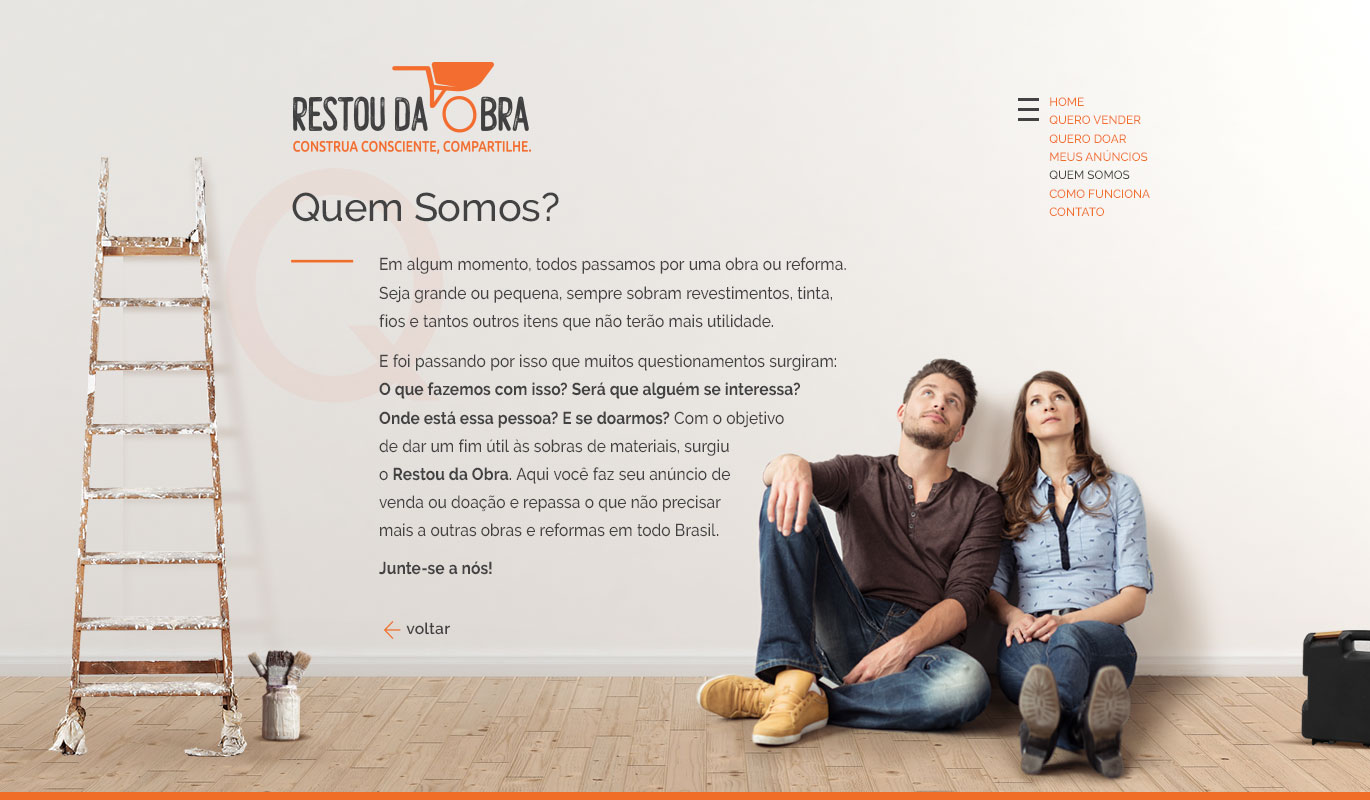 RESTOU DA OBRA
CONSTRUA CONSCIENTE, COMPARTILHE.
HOME
QUERO VENDER
QUERO DOAR
MEUS ANÚNCIOS
QUEM SOMOS
COMO FUNCIONA
CONTATO
Q
Quem Somos?
Em algum momento, todos passamos por uma obra ou reforma.
Seja grande ou pequena, sempre sobram revestimentos, tinta,
fios e tantos outros itens que não terão mais utilidade.
E foi passando por isso que muitos questionamentos surgiram:
O que fazemos com isso? Será que alguém se interessa?
Onde está essa pessoa? E se doarmos? Com o objetivo
de dar um fim útil às sobras de materiais, surgiu
o Restou da Obra. Aqui você faz seu anúncio de
venda ou doação e repassa o que não precisar
mais a outras obras e reformas em todo Brasil.
Junte-se a nós!
voltar